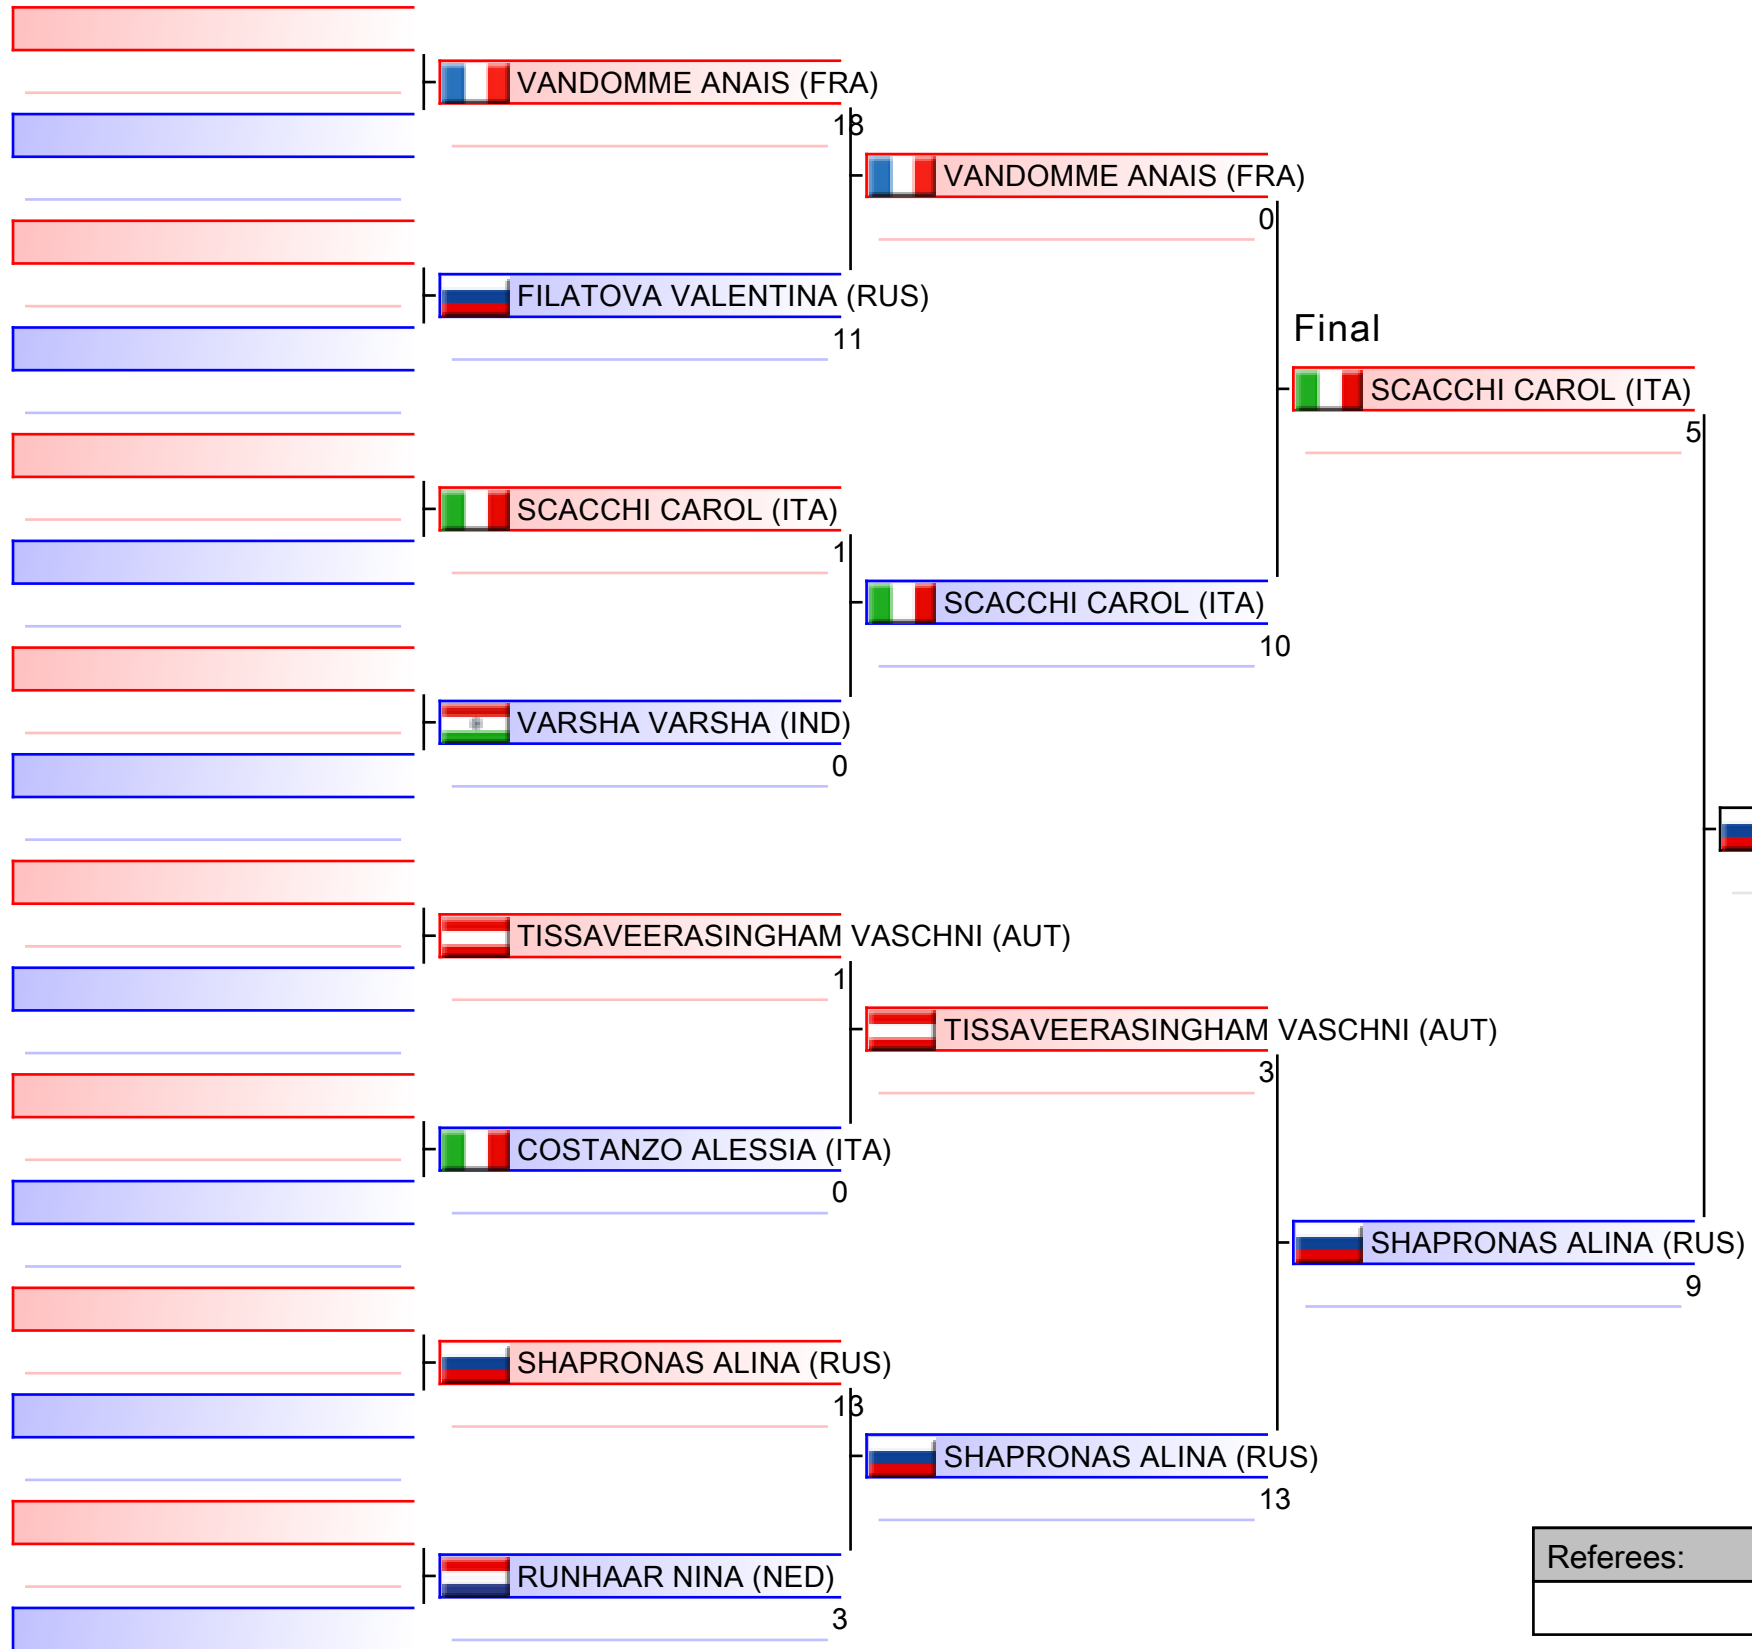 VANDOMME ANAIS (FRA)
18
VANDOMME ANAIS (FRA)
0
FILATOVA VALENTINA (RUS)
11
Final
SCACCHI CAROL (ITA)
5
SCACCHI CAROL (ITA)
1
SCACCHI CAROL (ITA)
10
VARSHA VARSHA (IND)
0
TISSAVEERASINGHAM VASCHNI (AUT)
1
TISSAVEERASINGHAM VASCHNI (AUT)
3
COSTANZO ALESSIA (ITA)
0
SHAPRONAS ALINA (RUS)
9
SHAPRONAS ALINA (RUS)
13
SHAPRONAS ALINA (RUS)
13
Referees:
RUNHAAR NINA (NED)
3